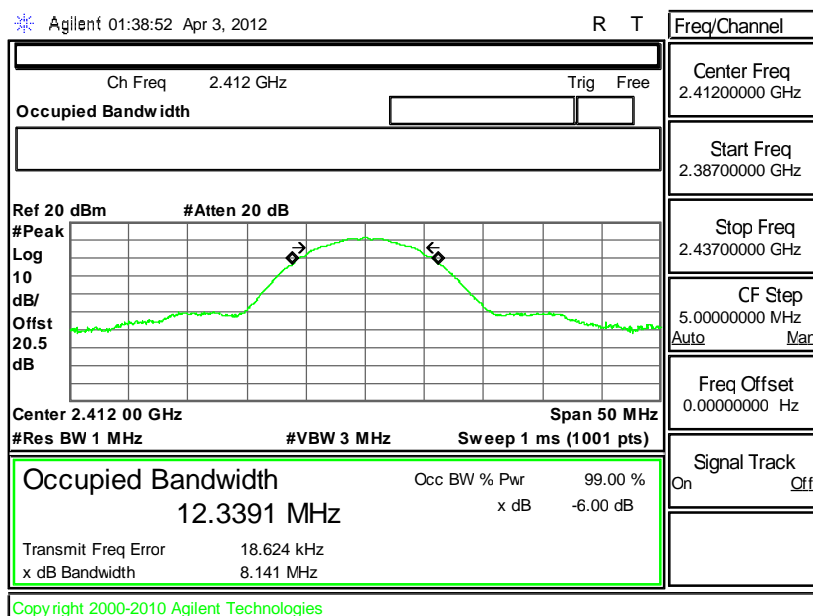 Agilent 01:38:52 Apr 3, 2012 R T
Ch Freq 2.412 GHz Trig Free
Occupied Bandwidth
Ref 20 dBm #Atten 20 dB
#Peak
Log
10
dB/
Offst
20.5
dB
Center 2.412 00 GHz Span 50 MHz
#Res BW 1 MHz #VBW 3 MHz Sweep 1 ms (1001 pts)
Occupied Bandwidth Occ BW % Pwr 99.00 %
12.3391 MHz x dB -6.00 dB
Transmit Freq Error 18.624 kHz
x dB Bandwidth 8.141 MHz
Copyright 2000-2010 Agilent Technologies
Freq/Channel
Center Freq
2.41200000 GHz
Start Freq
2.38700000 GHz
Stop Freq
2.43700000 GHz
CF Step
5.00000000 MHz
Auto Man
Freq Offset
0.00000000 Hz
Signal Track
On Off